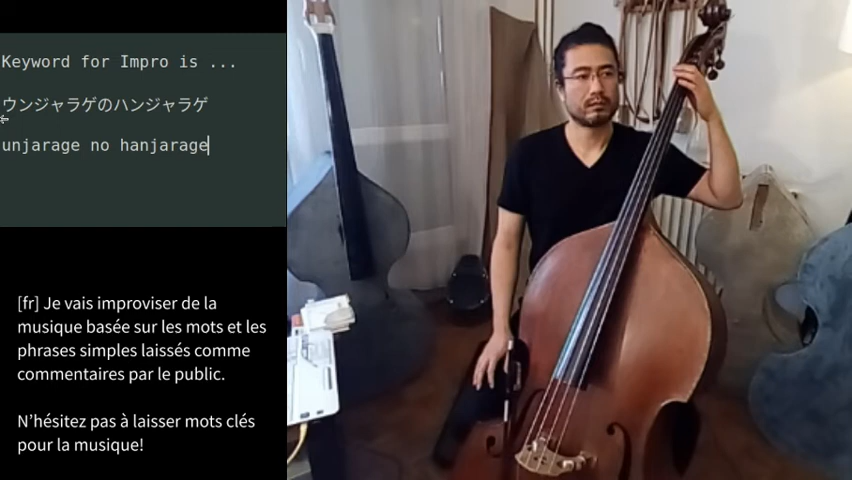 Keyword for Impro is ...
ウンジャラゲのハンジャラゲ
unjarage no hanjarage
[fr] Je vais improviser de la
musique basée sur les mots et les
phrases simples laissés comme
commentaires par le public.
N'hésitez pas à laisser mots clés
pour la musique!